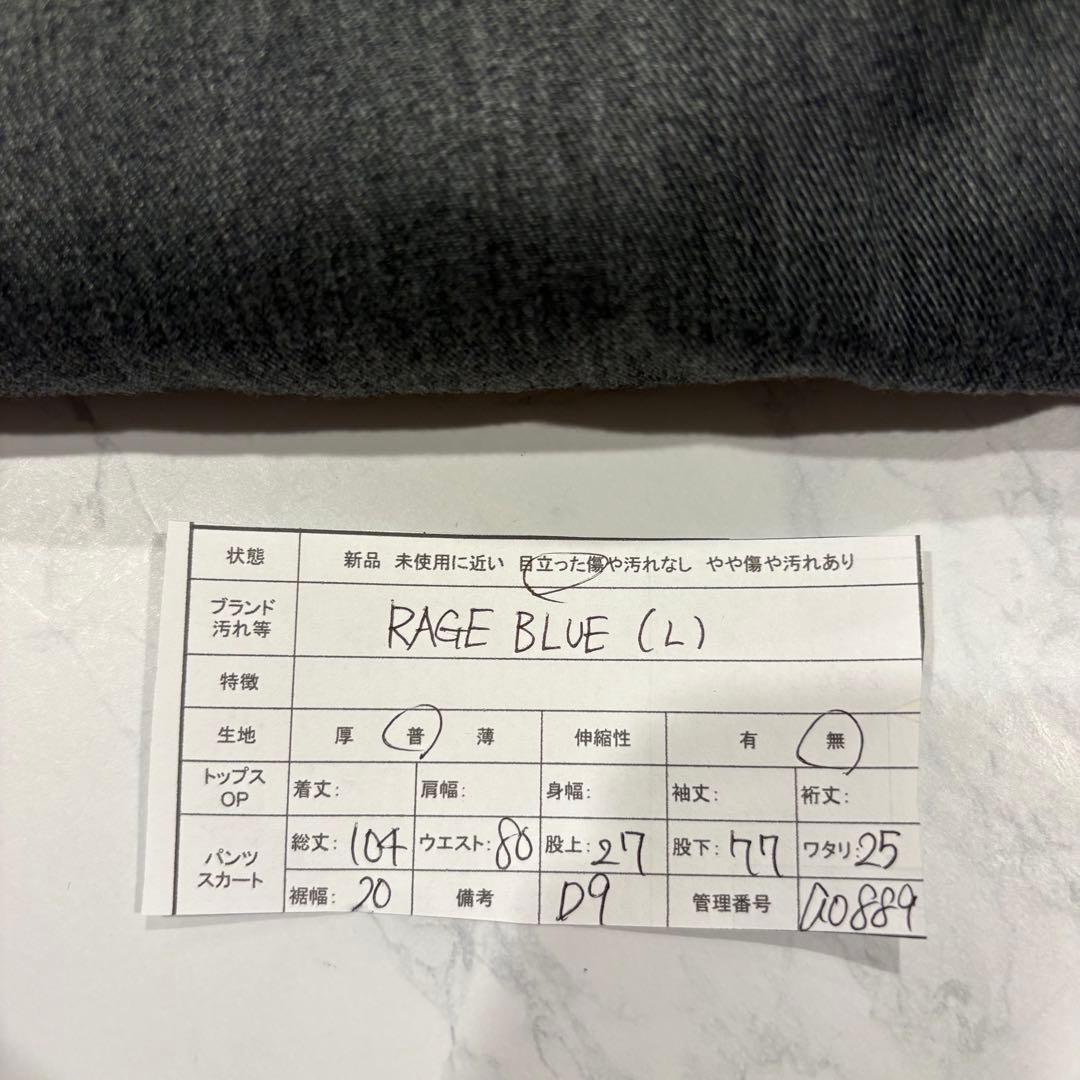 状態 新品 未使用に近い 目立った傷や汚れなし やや傷や汚れあり
ブランド
汚れ等
RAGE BLUE (L)
特徴
生地 厚 普 薄 伸縮性 有 無
トップス
OP
着丈: 肩幅: 身幅: 袖丈: 裄丈:
パンツ
スカート
総丈: 104 ウエスト: 80 股上: 27 股下: 77 ワタリ: 25
裾幅: 20 備考 D9 管理番号 a0889